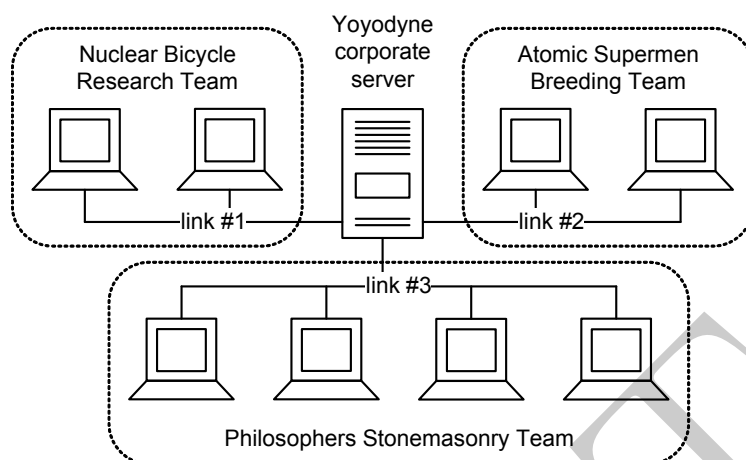 Nuclear Bicycle
Research Team
Yoyodyne
corporate
server
Atomic Supermen
Breeding Team
link #1
link #2
link #3
Philosophers Stonemasonry Team
T